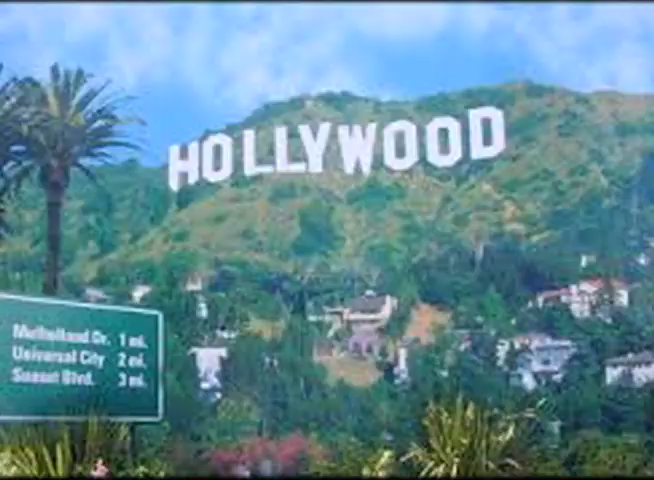 HOLLYWOOD
Mulholland Dr. 1 mi.
Universal City 2 mi.
Sunset Blvd. 3 mi.